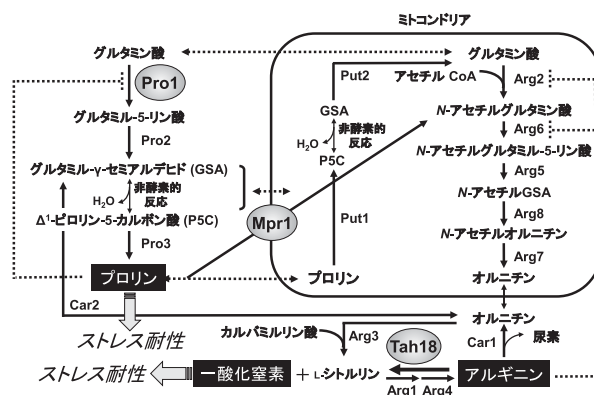 ミトコンドリア
グルタミン酸
Pro1
グルタミル-5-リン酸
Pro2
グルタミル-γ-セミアルデヒド (GSA)
H₂O
非酵素的
反応
Δ¹-ピロリン-5-カルボン酸 (P5C)
Pro3
プロリン
Car2
ストレス耐性
Put2
GSA
H₂O
非酵素的
反応
P5C
Mpr1
Put1
プロリン
グルタミン酸
アセチル CoA
Arg2
N-アセチルグルタミン酸
Arg6
N-アセチルグルタミル-5-リン酸
Arg5
N-アセチルGSA
Arg8
N-アセチルオルニチン
Arg7
オルニチン
オルニチン
カルバミルリン酸
Arg3
Tah18
Car1
尿素
ストレス耐性
一酸化窒素
+ L-シトルリン
アルギニン
Arg1 Arg4